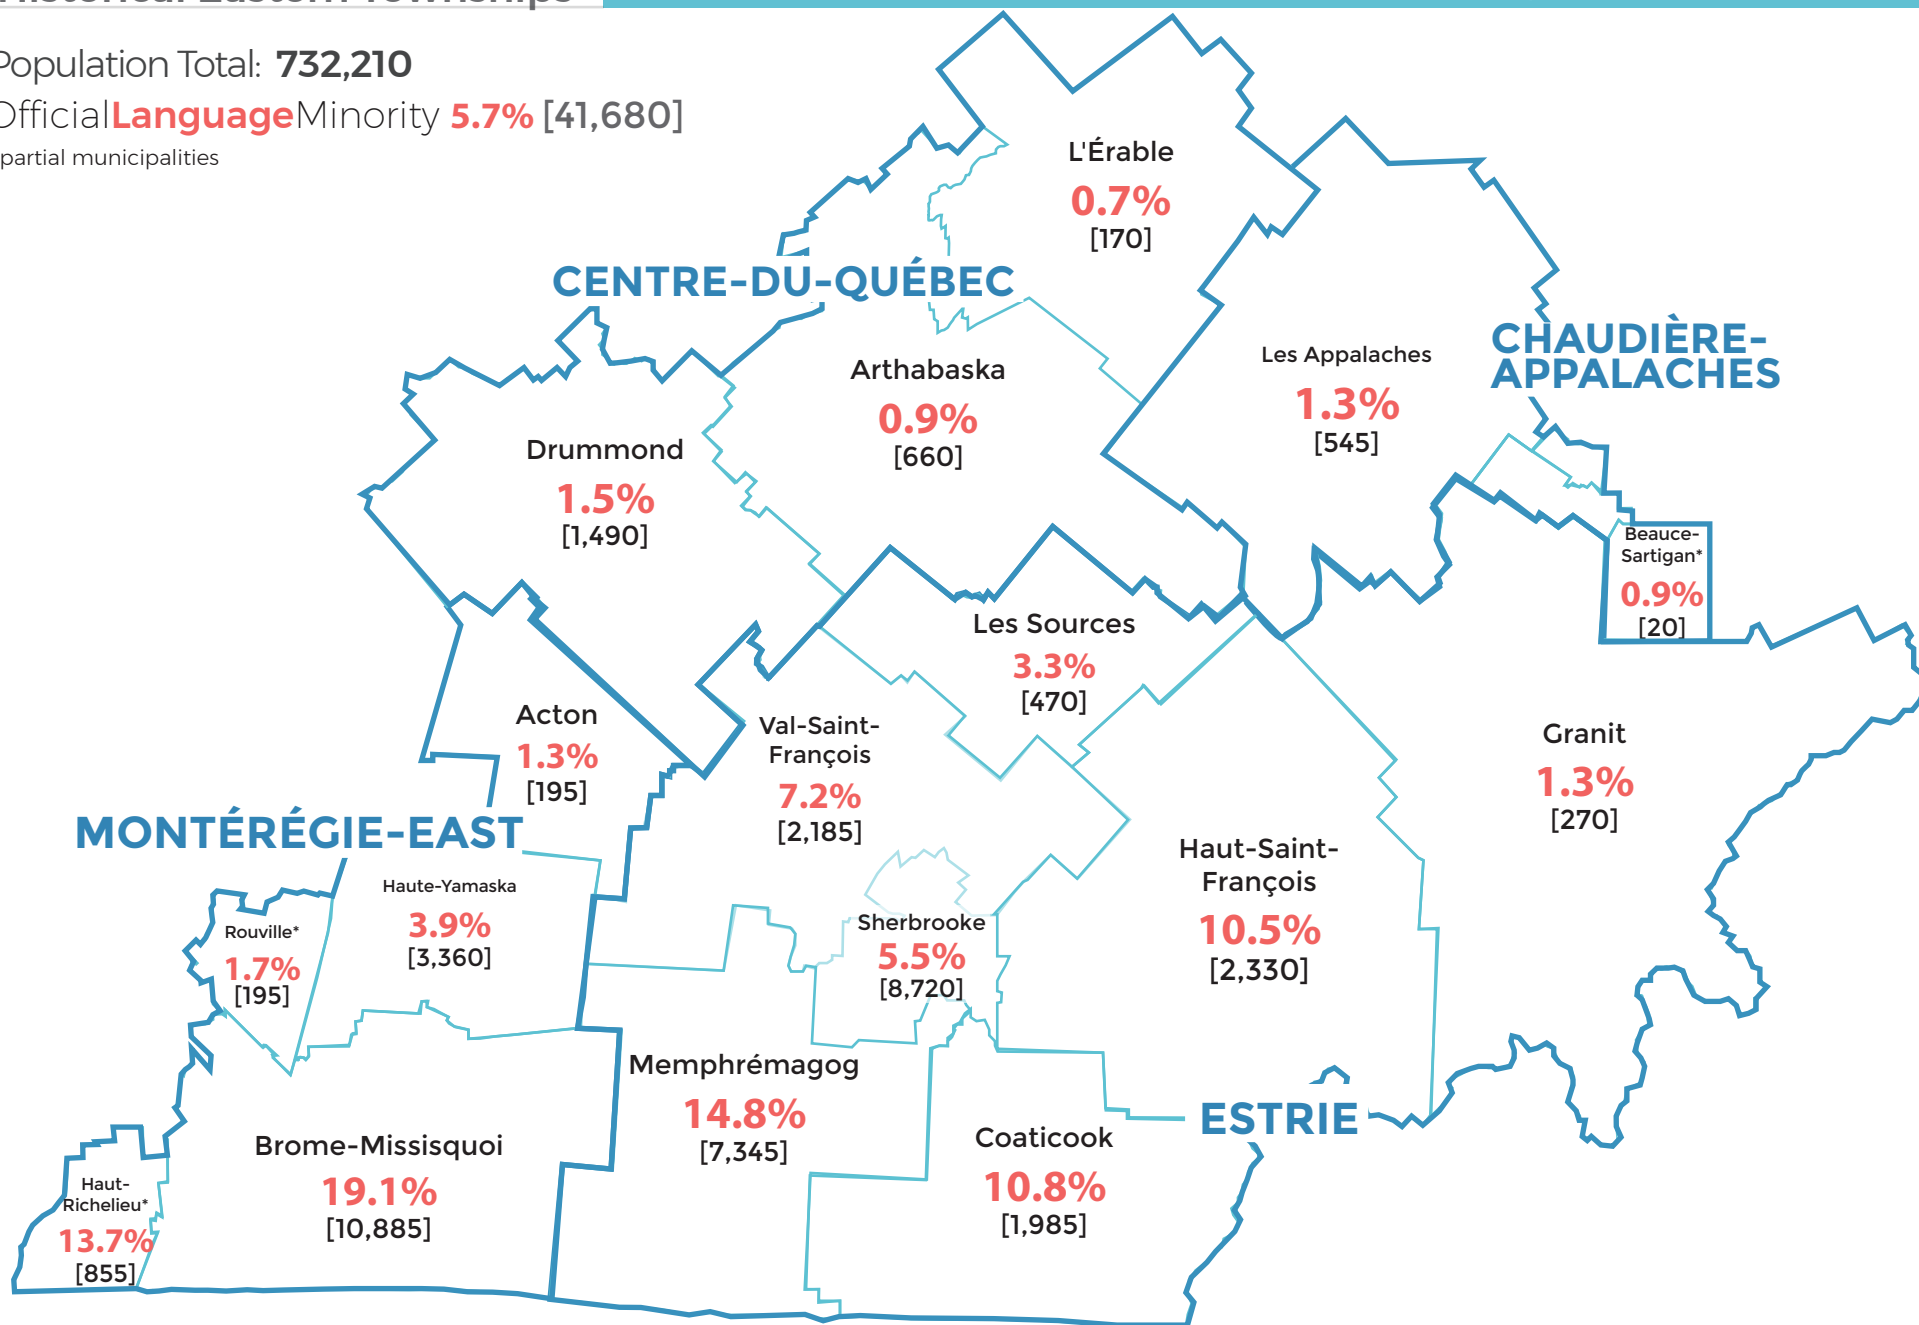 Historical Eastern Townships
Population Total: 732,210
OfficialLanguageMinority 5.7% [41,680]
partial municipalities
L'Érable
0.7%
[170]
CENTRE-DU-QUÉBEC
CHAUDIÈRE-
APPALACHES
Les Appalaches
1.3%
[545]
Arthabaska
0.9%
[660]
Drummond
1.5%
[1,490]
Beauce-
Sartigan*
0.9%
[20]
Les Sources
3.3%
[470]
Acton
1.3%
[195]
Val-Saint-
François
7.2%
[2,185]
Granit
1.3%
[270]
MONTÉRÉGIE-EAST
Haut-Saint-
François
10.5%
[2,330]
Haute-Yamaska
3.9%
[3,360]
Rouville*
1.7%
[195]
Sherbrooke
5.5%
[8,720]
Memphrémagog
14.8%
[7,345]
ESTRIE
Coaticook
10.8%
[1,985]
Brome-Missisquoi
19.1%
[10,885]
Haut-
Richelieu*
13.7%
[855]